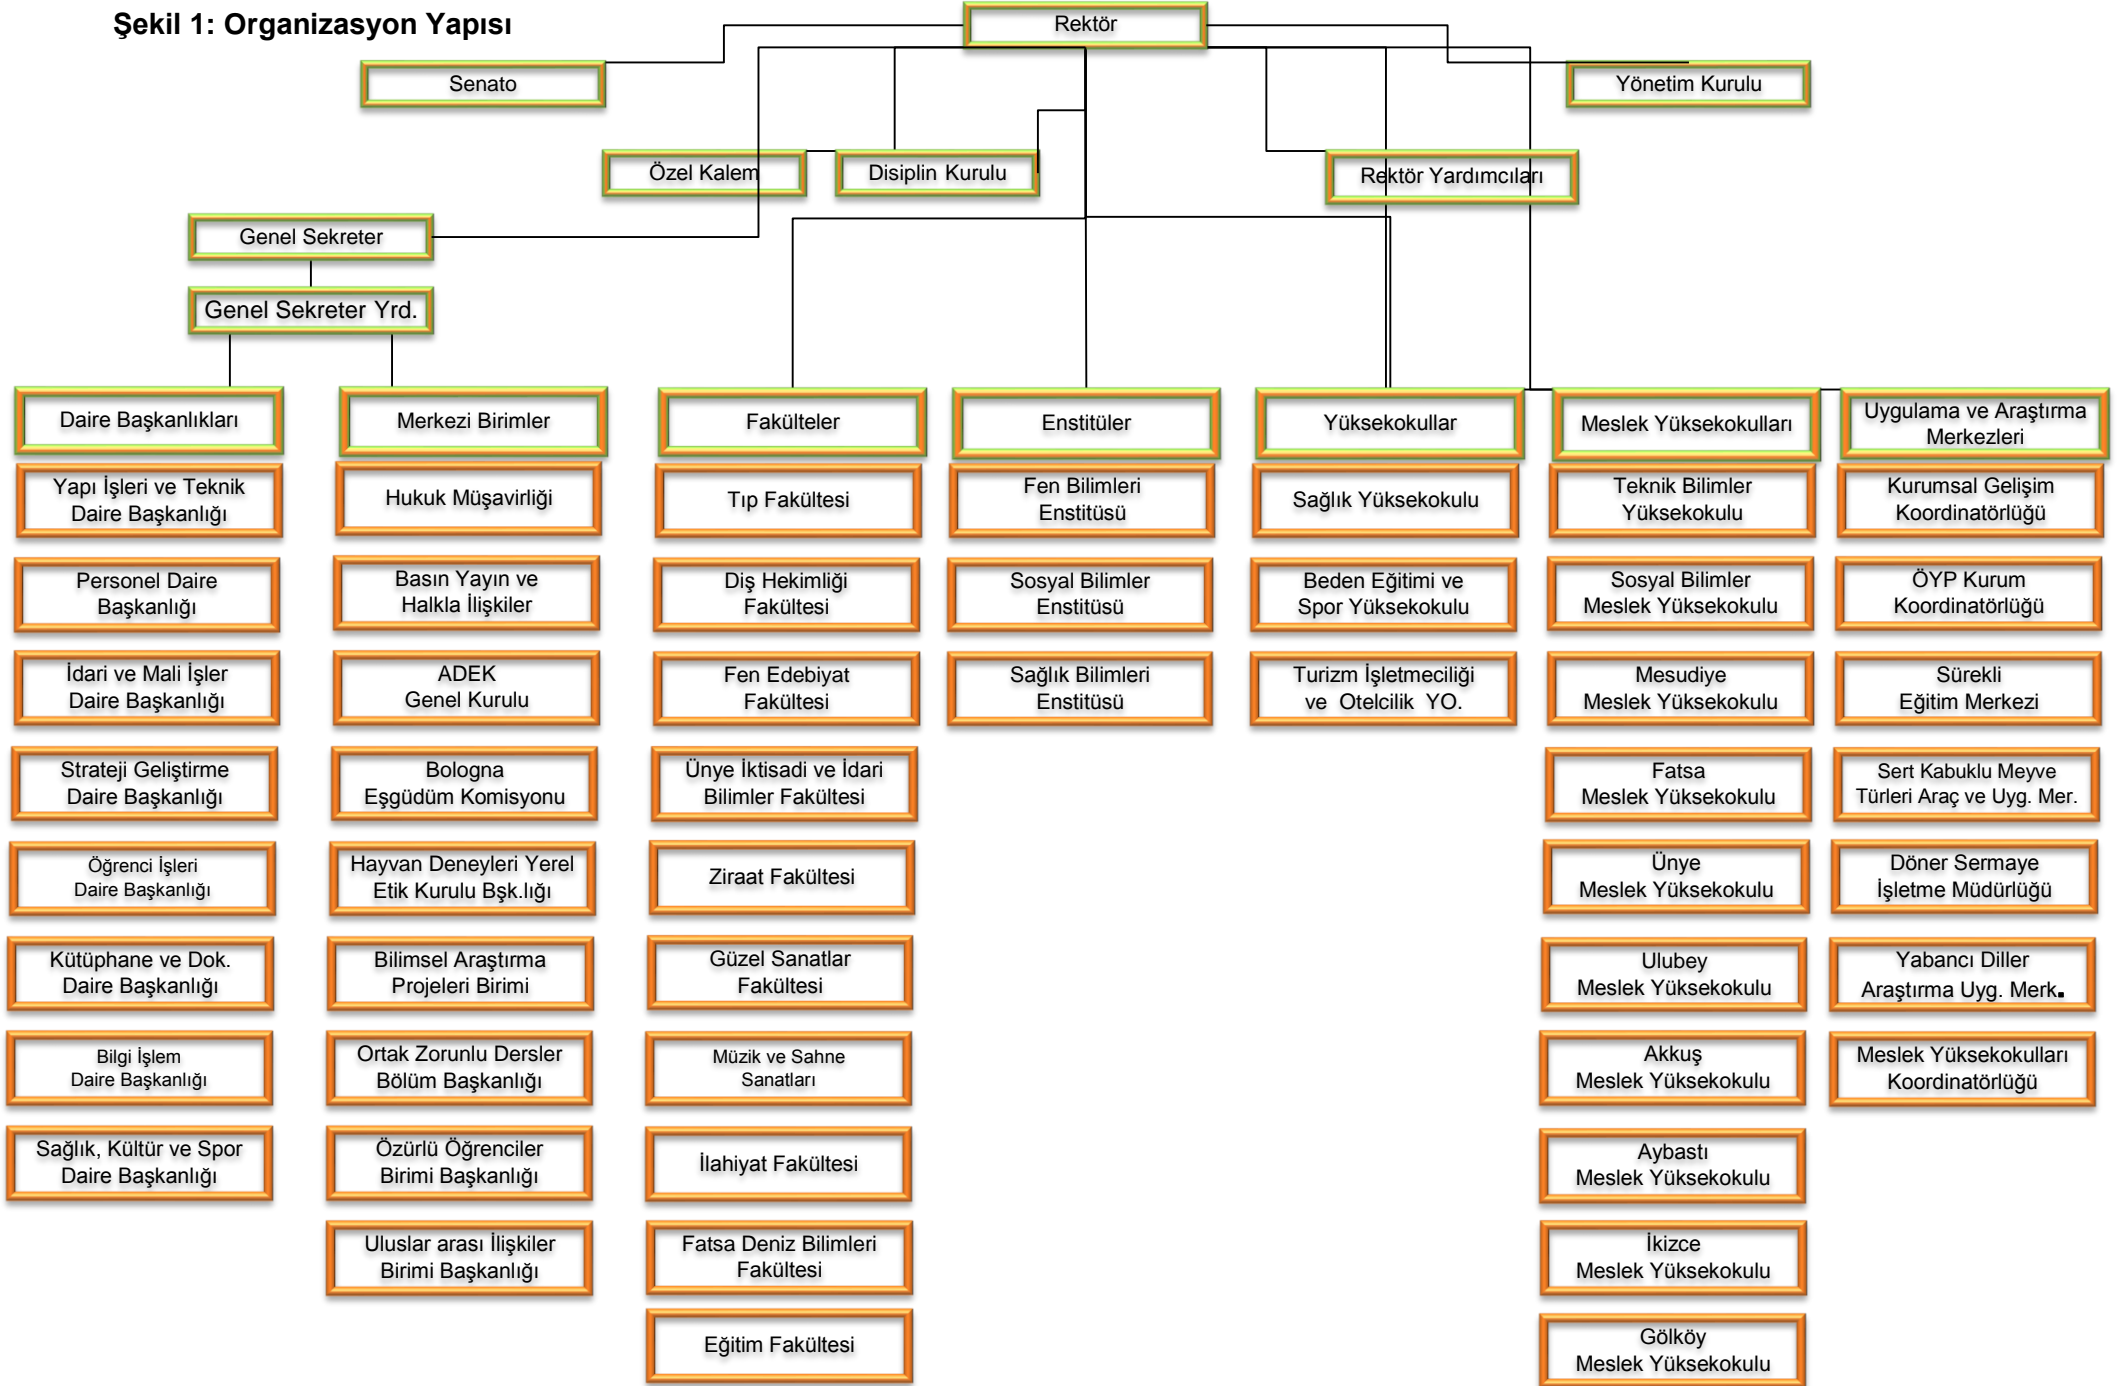 Şekil 1: Organizasyon Yapısı
Rektör
Senato
Yönetim Kurulu
Özel Kalem
Disiplin Kurulu
Rektör Yardımcıları
Genel Sekreter
Genel Sekreter Yrd.
Daire Başkanlıkları
Yapı İşleri ve Teknik
Daire Başkanlığı
Personel Daire
Başkanlığı
İdari ve Mali İşler
Daire Başkanlığı
Strateji Geliştirme
Daire Başkanlığı
Öğrenci İşleri
Daire Başkanlığı
Kütüphane ve Dok.
Daire Başkanlığı
Bilgi İşlem
Daire Başkanlığı
Sağlık, Kültür ve Spor
Daire Başkanlığı
Merkezi Birimler
Hukuk Müşavirliği
Basın Yayın ve
Halkla İlişkiler
ADEK
Genel Kurulu
Bologna
Eşgüdüm Komisyonu
Hayvan Deneyleri Yerel
Etik Kurulu Bşk.lığı
Bilimsel Araştırma
Projeleri Birimi
Ortak Zorunlu Dersler
Bölüm Başkanlığı
Özürlü Öğrenciler
Birimi Başkanlığı
Uluslar arası İlişkiler
Birimi Başkanlığı
Fakülteler
Tıp Fakültesi
Diş Hekimliği
Fakültesi
Fen Edebiyat
Fakültesi
Ünye İktisadi ve İdari
Bilimler Fakültesi
Ziraat Fakültesi
Güzel Sanatlar
Fakültesi
Müzik ve Sahne
Sanatları
İlahiyat Fakültesi
Fatsa Deniz Bilimleri
Fakültesi
Eğitim Fakültesi
Enstitüler
Fen Bilimleri
Enstitüsü
Sosyal Bilimler
Enstitüsü
Sağlık Bilimleri
Enstitüsü
Yüksekokullar
Sağlık Yüksekokulu
Beden Eğitimi ve
Spor Yüksekokulu
Turizm İşletmeciliği
ve Otelcilik YO.
Meslek Yüksekokulları
Teknik Bilimler
Yüksekokulu
Sosyal Bilimler
Meslek Yüksekokulu
Mesudiye
Meslek Yüksekokulu
Fatsa
Meslek Yüksekokulu
Ünye
Meslek Yüksekokulu
Ulubey
Meslek Yüksekokulu
Akkuş
Meslek Yüksekokulu
Aybastı
Meslek Yüksekokulu
İkizce
Meslek Yüksekokulu
Gölköy
Meslek Yüksekokulu
Uygulama ve Araştırma
Merkezleri
Kurumsal Gelişim
Koordinatörlüğü
ÖYP Kurum
Koordinatörlüğü
Sürekli
Eğitim Merkezi
Sert Kabuklu Meyve
Türleri Araç ve Uyg. Mer.
Döner Sermaye
İşletme Müdürlüğü
Yabancı Diller
Araştırma Uyg. Merk.
Meslek Yüksekokulları
Koordinatörlüğü